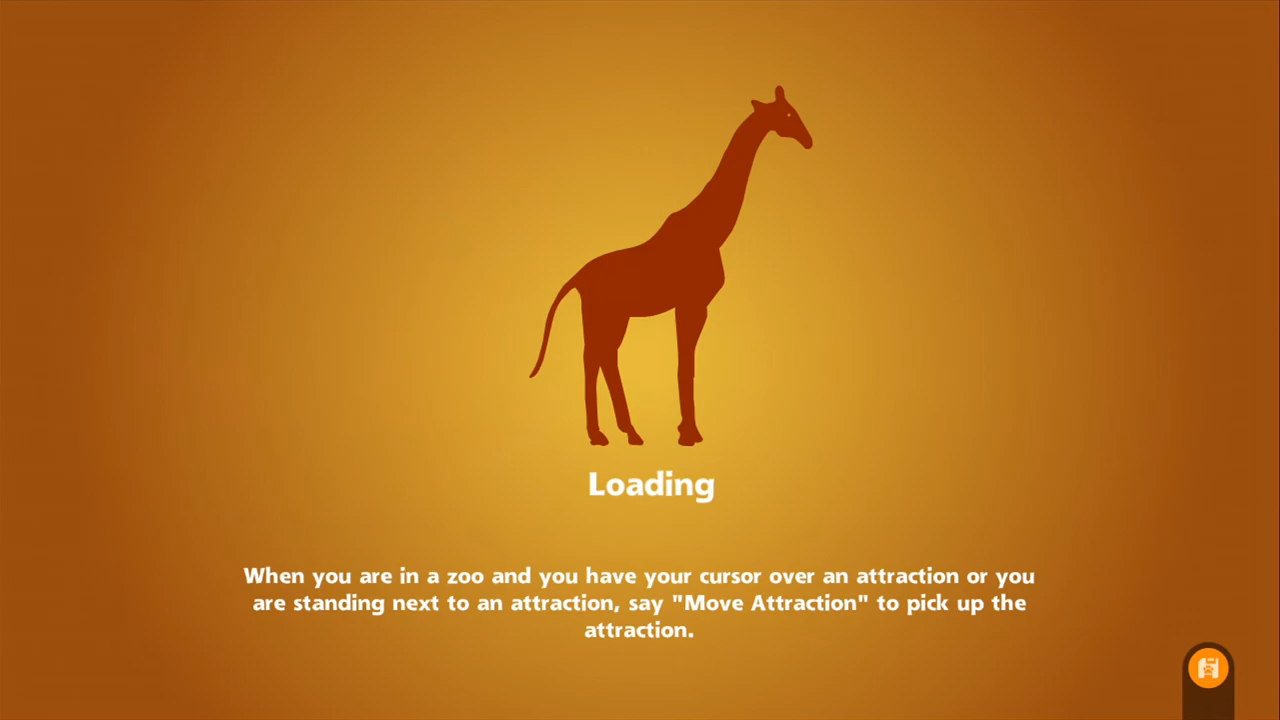 Loading
When you are in a zoo and you have your cursor over an attraction or you
are standing next to an attraction, say "Move Attraction" to pick up the
attraction.